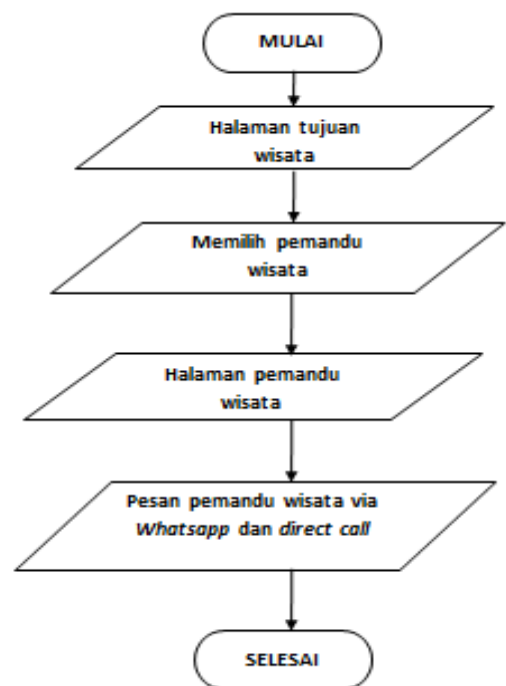 MULAI
Halaman tujuan
wisata
Memilih pemandu
wisata
Halaman pemandu
wisata
Pesan pemandu wisata via
Whatsapp dan direct call
SELESAI